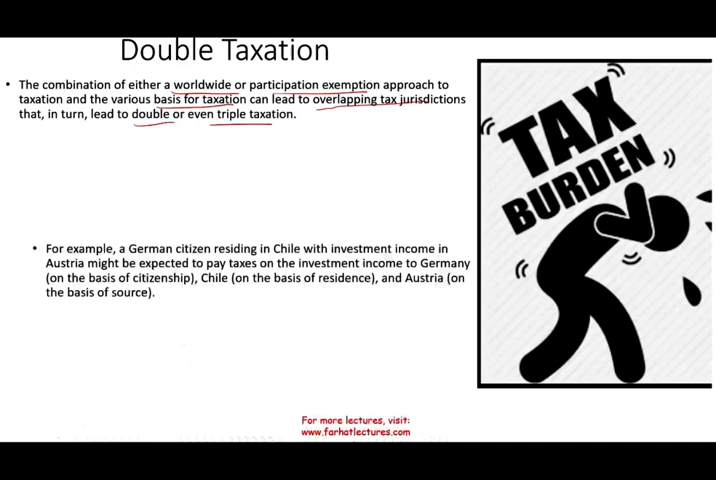 Double Taxation
• The combination of either a worldwide or participation exemption approach to
taxation and the various basis for taxation can lead to overlapping tax jurisdictions
that, in turn, lead to double or even triple taxation.
TAX
BURDEN
• For example, a German citizen residing in Chile with investment income in
Austria might be expected to pay taxes on the investment income to Germany
(on the basis of citizenship), Chile (on the basis of residence), and Austria (on
the basis of source).
For more lectures, visit:
www.farhatlectures.com